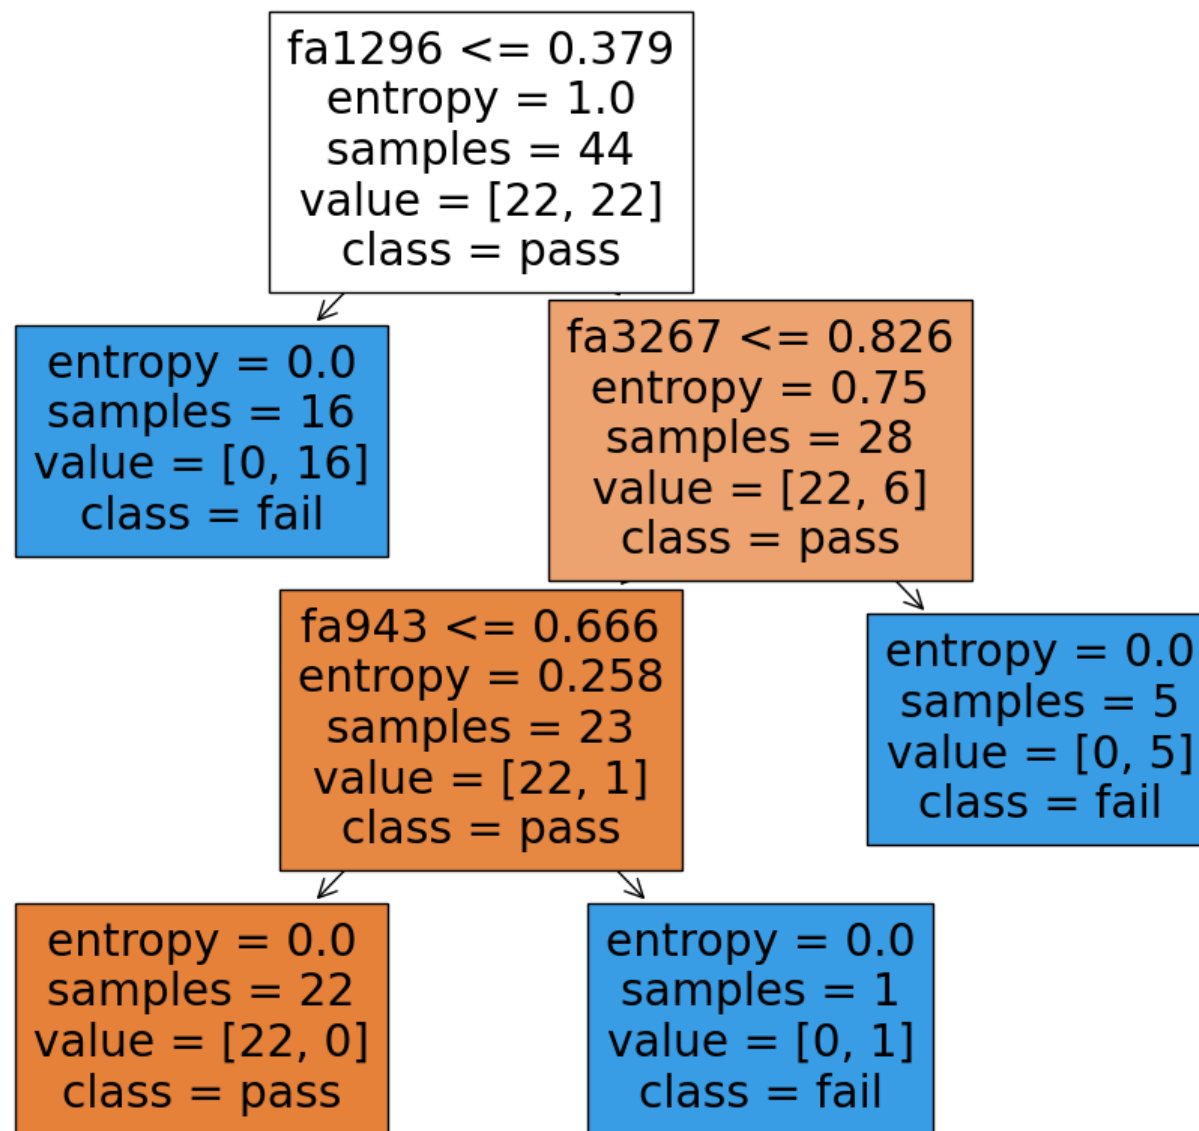 fa1296 <= 0.379
entropy = 1.0
samples = 44
value = [22, 22]
class = pass
entropy = 0.0
samples = 16
value = [0, 16]
class = fail
fa3267 <= 0.826
entropy = 0.75
samples = 28
value = [22, 6]
class = pass
fa943 <= 0.666
entropy = 0.258
samples = 23
value = [22, 1]
class = pass
entropy = 0.0
samples = 5
value = [0, 5]
class = fail
entropy = 0.0
samples = 22
value = [22, 0]
class = pass
entropy = 0.0
samples = 1
value = [0, 1]
class = fail